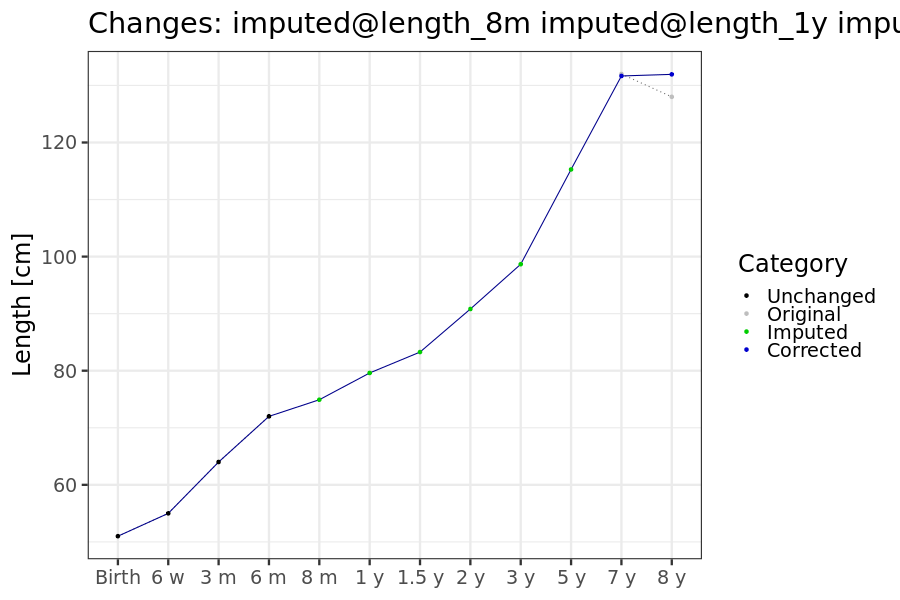 Changes: imputed@length_8m imputed@length_1y impu
120
100
80
60
Length [cm]
Birth 6 w 3 m 6 m 8 m 1 y 1.5 y 2 y 3 y 5 y 7 y 8 y
Category
Unchanged
Original
Imputed
Corrected